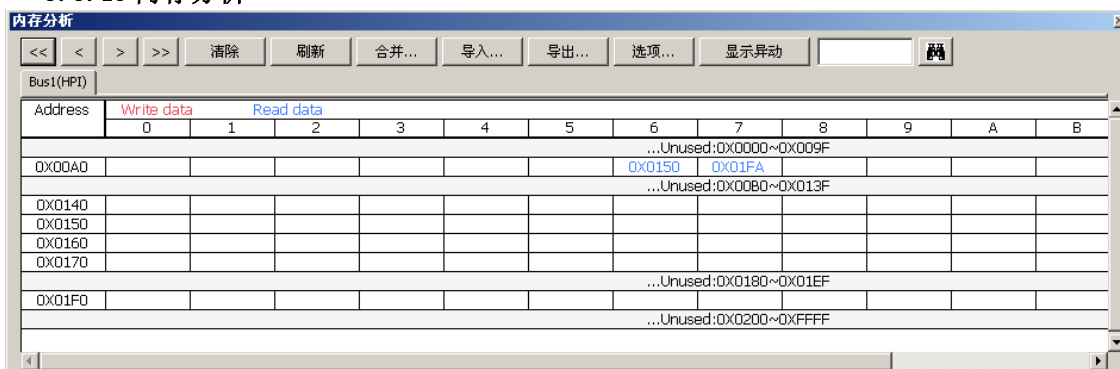 内存分析
<< < > >> 清除 刷新 合并... 导入... 导出... 选项... 显示异动
Bus1(HPI)
Address Write data Read data
0 1 2 3 4 5 6 7 8 9 A B
...Unused:0X0000~0X009F
0X00A0 0X0150 0X01FA
...Unused:0X00B0~0X013F
0X0140
0X0150
0X0160
0X0170
...Unused:0X0180~0X01EF
0X01F0
...Unused:0X0200~0XFFFF